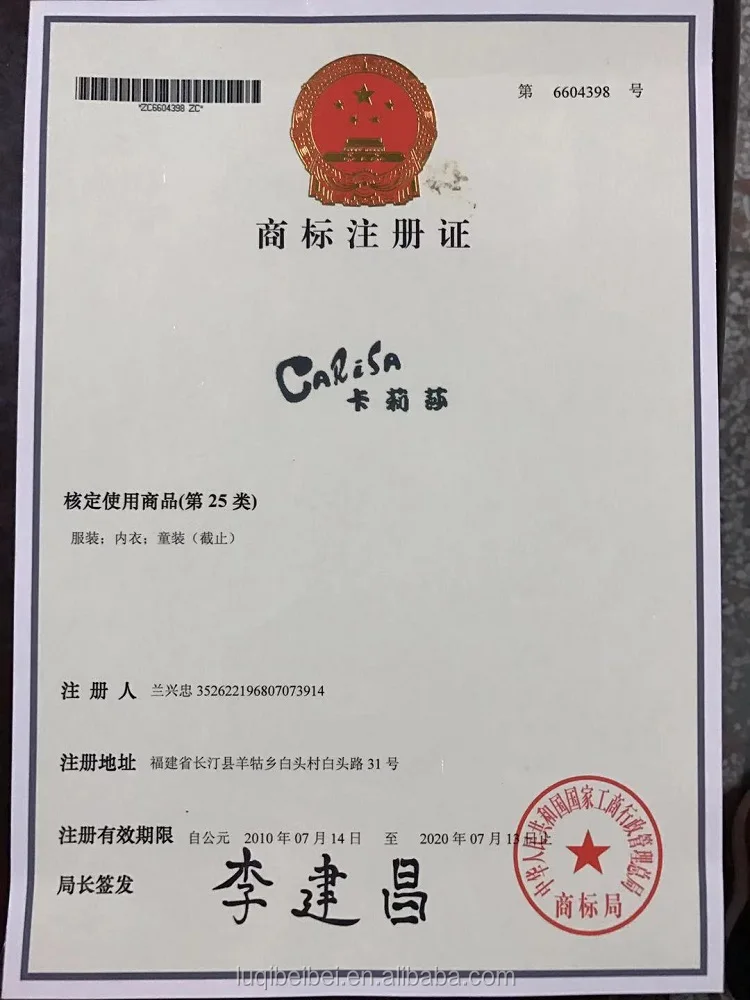 *ZC6604398 ZC*
第 6604398 号
商标注册证
CARiSA
卡莉莎
核定使用商品(第 25 类)
服装；内衣；童装（截止）
注 册 人 兰兴忠 352622196807073914
注册地址 福建省长汀县羊牯乡白头村白头路 31 号
注册有效期限 自公元 2010 年 07 月 14 日 至 2020 年 07 月 13 日止
局长签发 李建昌
中华人民共和国国家工商行政管理总局
商标局
luqibeibei.en.alibaba.com